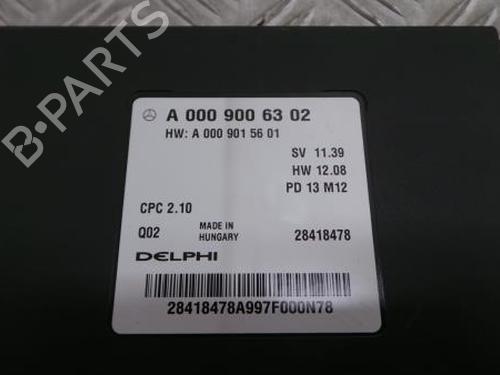 A 000 900 63 02
HW: A 000 901 56 01
SV 11.39
HW 12.08
PD 13 M12
CPC 2.10
Q02 MADE IN HUNGARY 28418478
DELPHI
28418478A997F000N78
B-PARTS